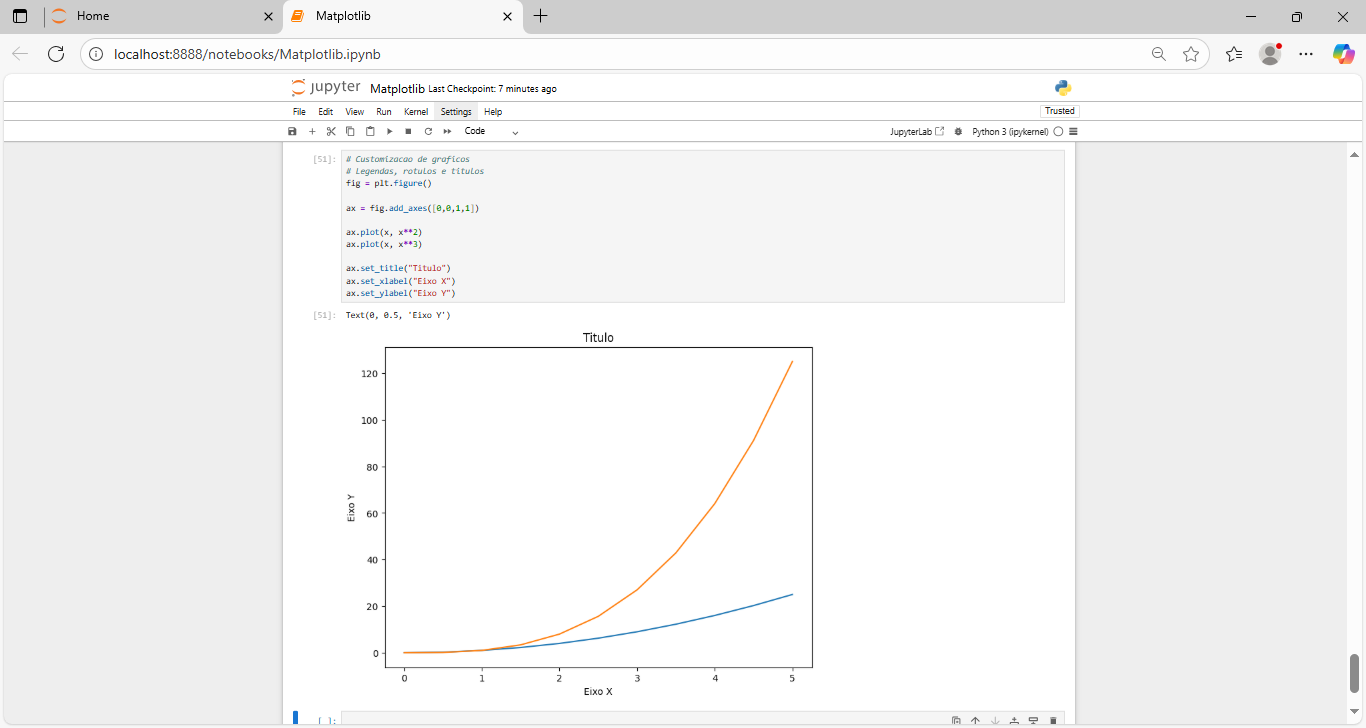 Home
Matplotlib
localhost:8888/notebooks/Matplotlib.ipynb
jupyter Matplotlib Last Checkpoint: 7 minutes ago
File Edit View Run Kernel Settings Help
Trusted
Code
JupyterLab
Python 3 (ipykernel)
[51]:
# Customizacao de graficos
# Legendas, rotulos e titulos
fig = plt.figure()
ax = fig.add_axes([0,0,1,1])
ax.plot(x, x**2)
ax.plot(x, x**3)
ax.set_title("Titulo")
ax.set_xlabel("Eixo X")
ax.set_ylabel("Eixo Y")
[51]: Text(0, 0.5, 'Eixo Y')
Titulo
120
100
80
60
40
20
0
Eixo Y
0 1 2 3 4 5
Eixo X
[ ]: